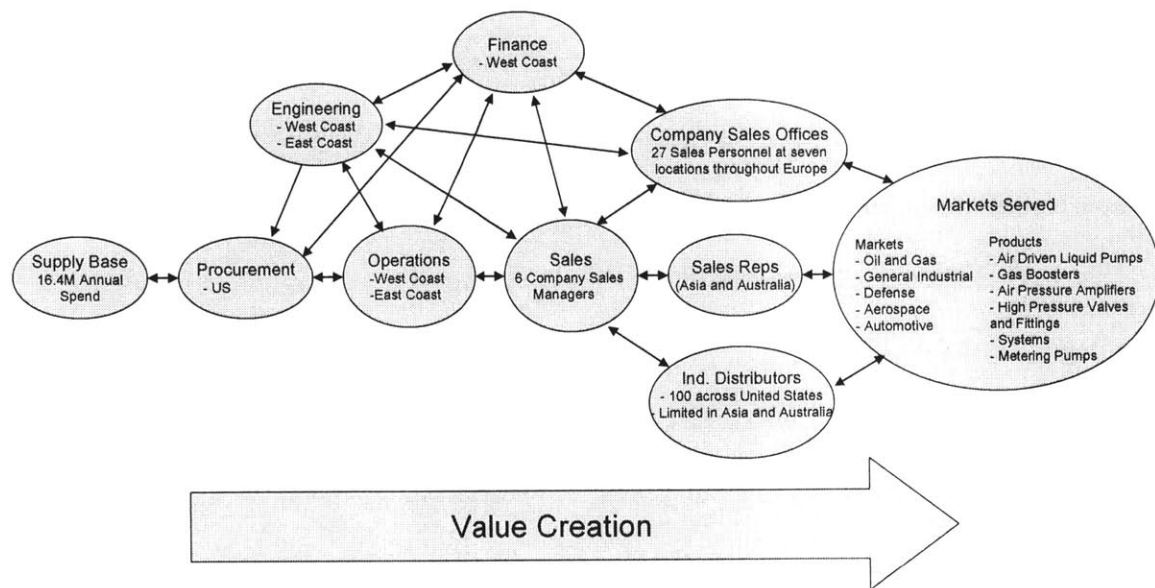 Finance
- West Coast
Engineering
- West Coast
- East Coast
Company Sales Offices
27 Sales Personnel at seven
locations throughout Europe
Markets Served
Markets
- Oil and Gas
- General Industrial
- Defense
- Aerospace
- Automotive
Products
- Air Driven Liquid Pumps
- Gas Boosters
- Air Pressure Amplifiers
- High Pressure Valves
and Fittings
- Systems
- Metering Pumps
Supply Base
16.4M Annual
Spend
Procurement
- US
Operations
-West Coast
-East Coast
Sales
6 Company Sales
Managers
Sales Reps
(Asia and Australia)
Ind. Distributors
- 100 across United States
- Limited in Asia and Australia
Value Creation